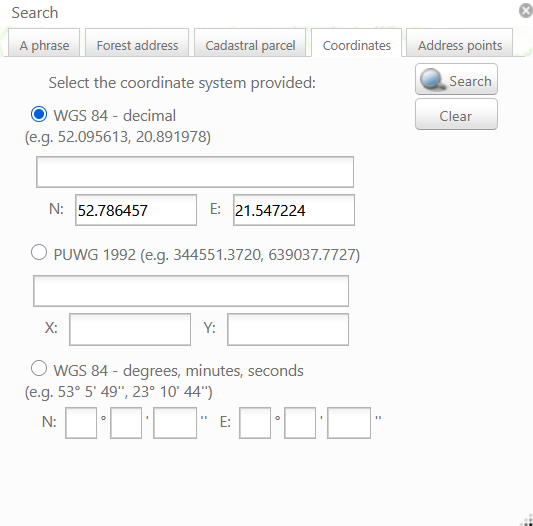 Search
A phrase Forest address Cadastral parcel Coordinates Address points
Select the coordinate system provided:
Search
WGS 84 - decimal
Clear
(e.g. 52.095613, 20.891978)
N: 52.786457 E: 21.547224
PUWG 1992 (e.g. 344551.3720, 639037.7727)
X: Y:
WGS 84 - degrees, minutes, seconds
(e.g. 53° 5' 49'', 23° 10' 44'')
N: ° ' '' E: ° ' ''